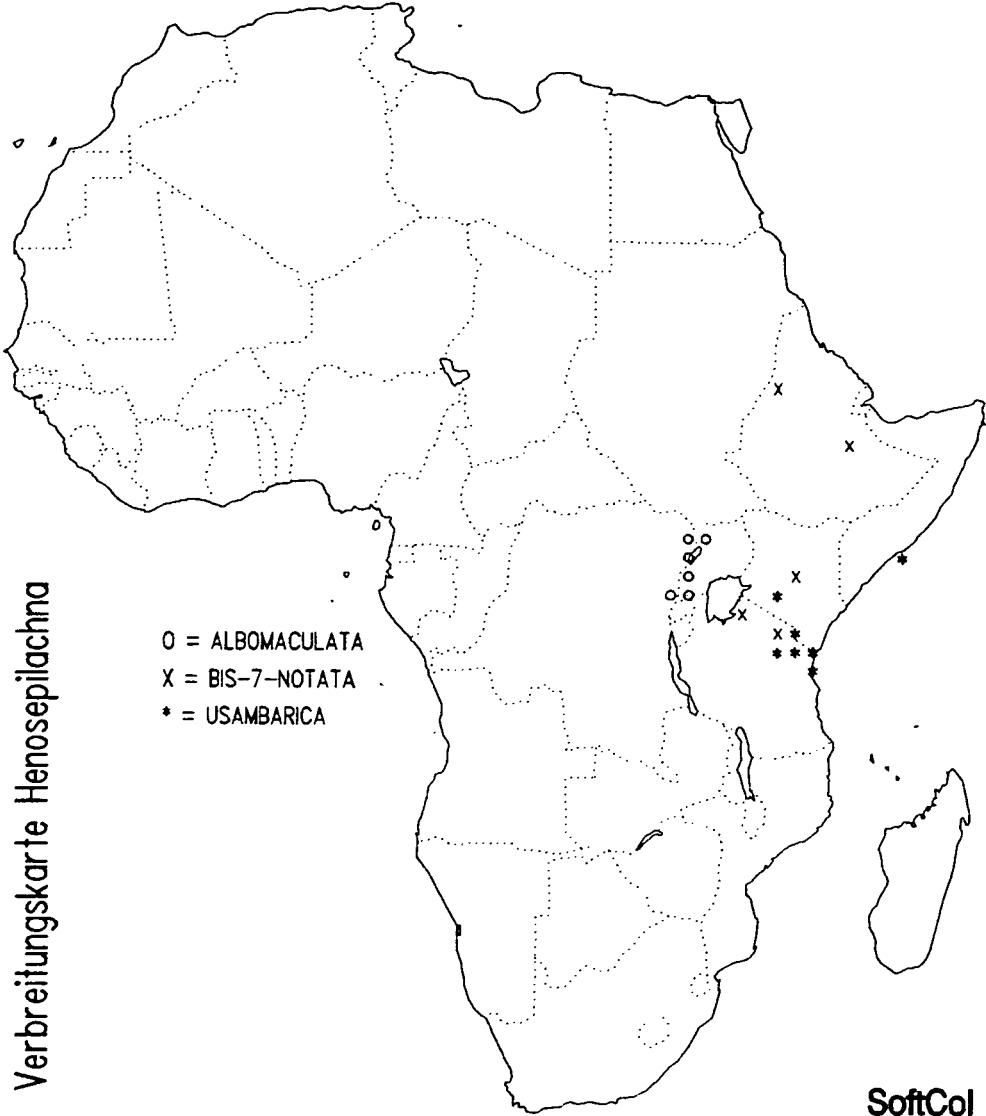 Verbreitungskarte Henosepilachna
O = ALBOMACULATA
X = BIS-7-NOTATA
* = USAMBARICA
SoftCol